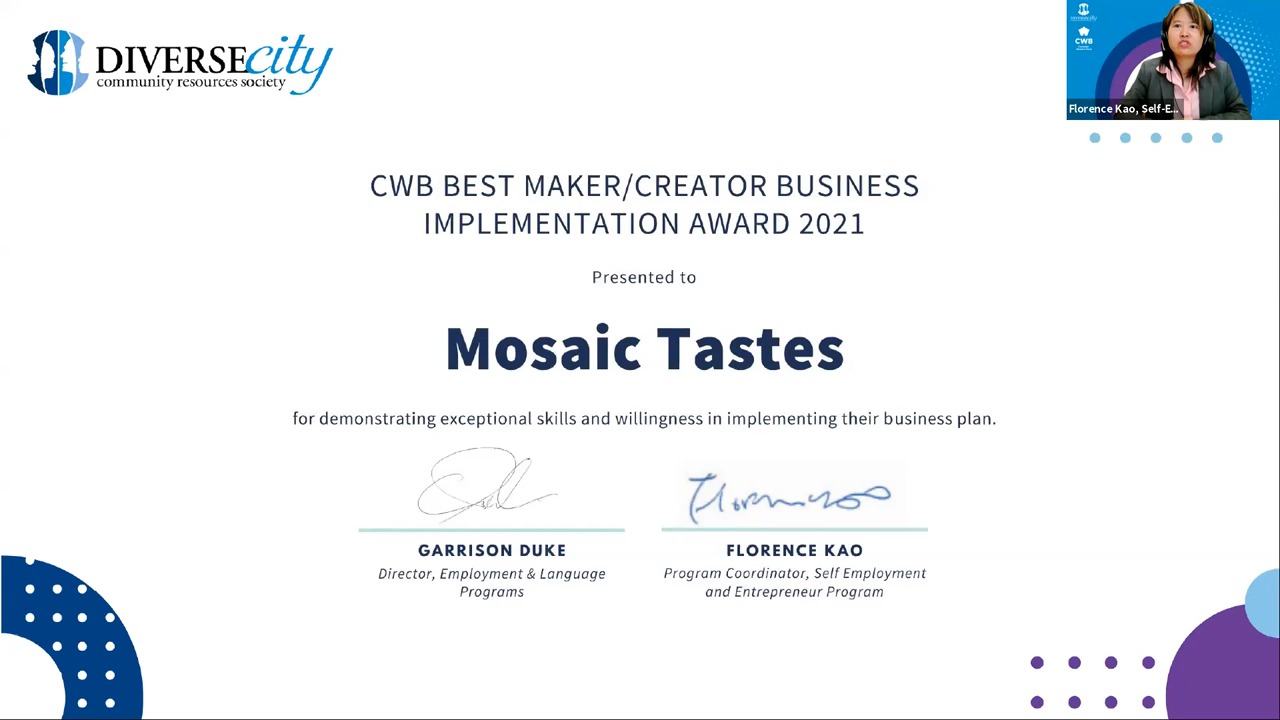 DIVERSEcity
community resources society
CWB
Florence Kao, Self-E...
CWB BEST MAKER/CREATOR BUSINESS
IMPLEMENTATION AWARD 2021
Presented to
Mosaic Tastes
for demonstrating exceptional skills and willingness in implementing their business plan.
GARRISON DUKE
Director, Employment & Language
Programs
FLORENCE KAO
Program Coordinator, Self Employment
and Entrepreneur Program